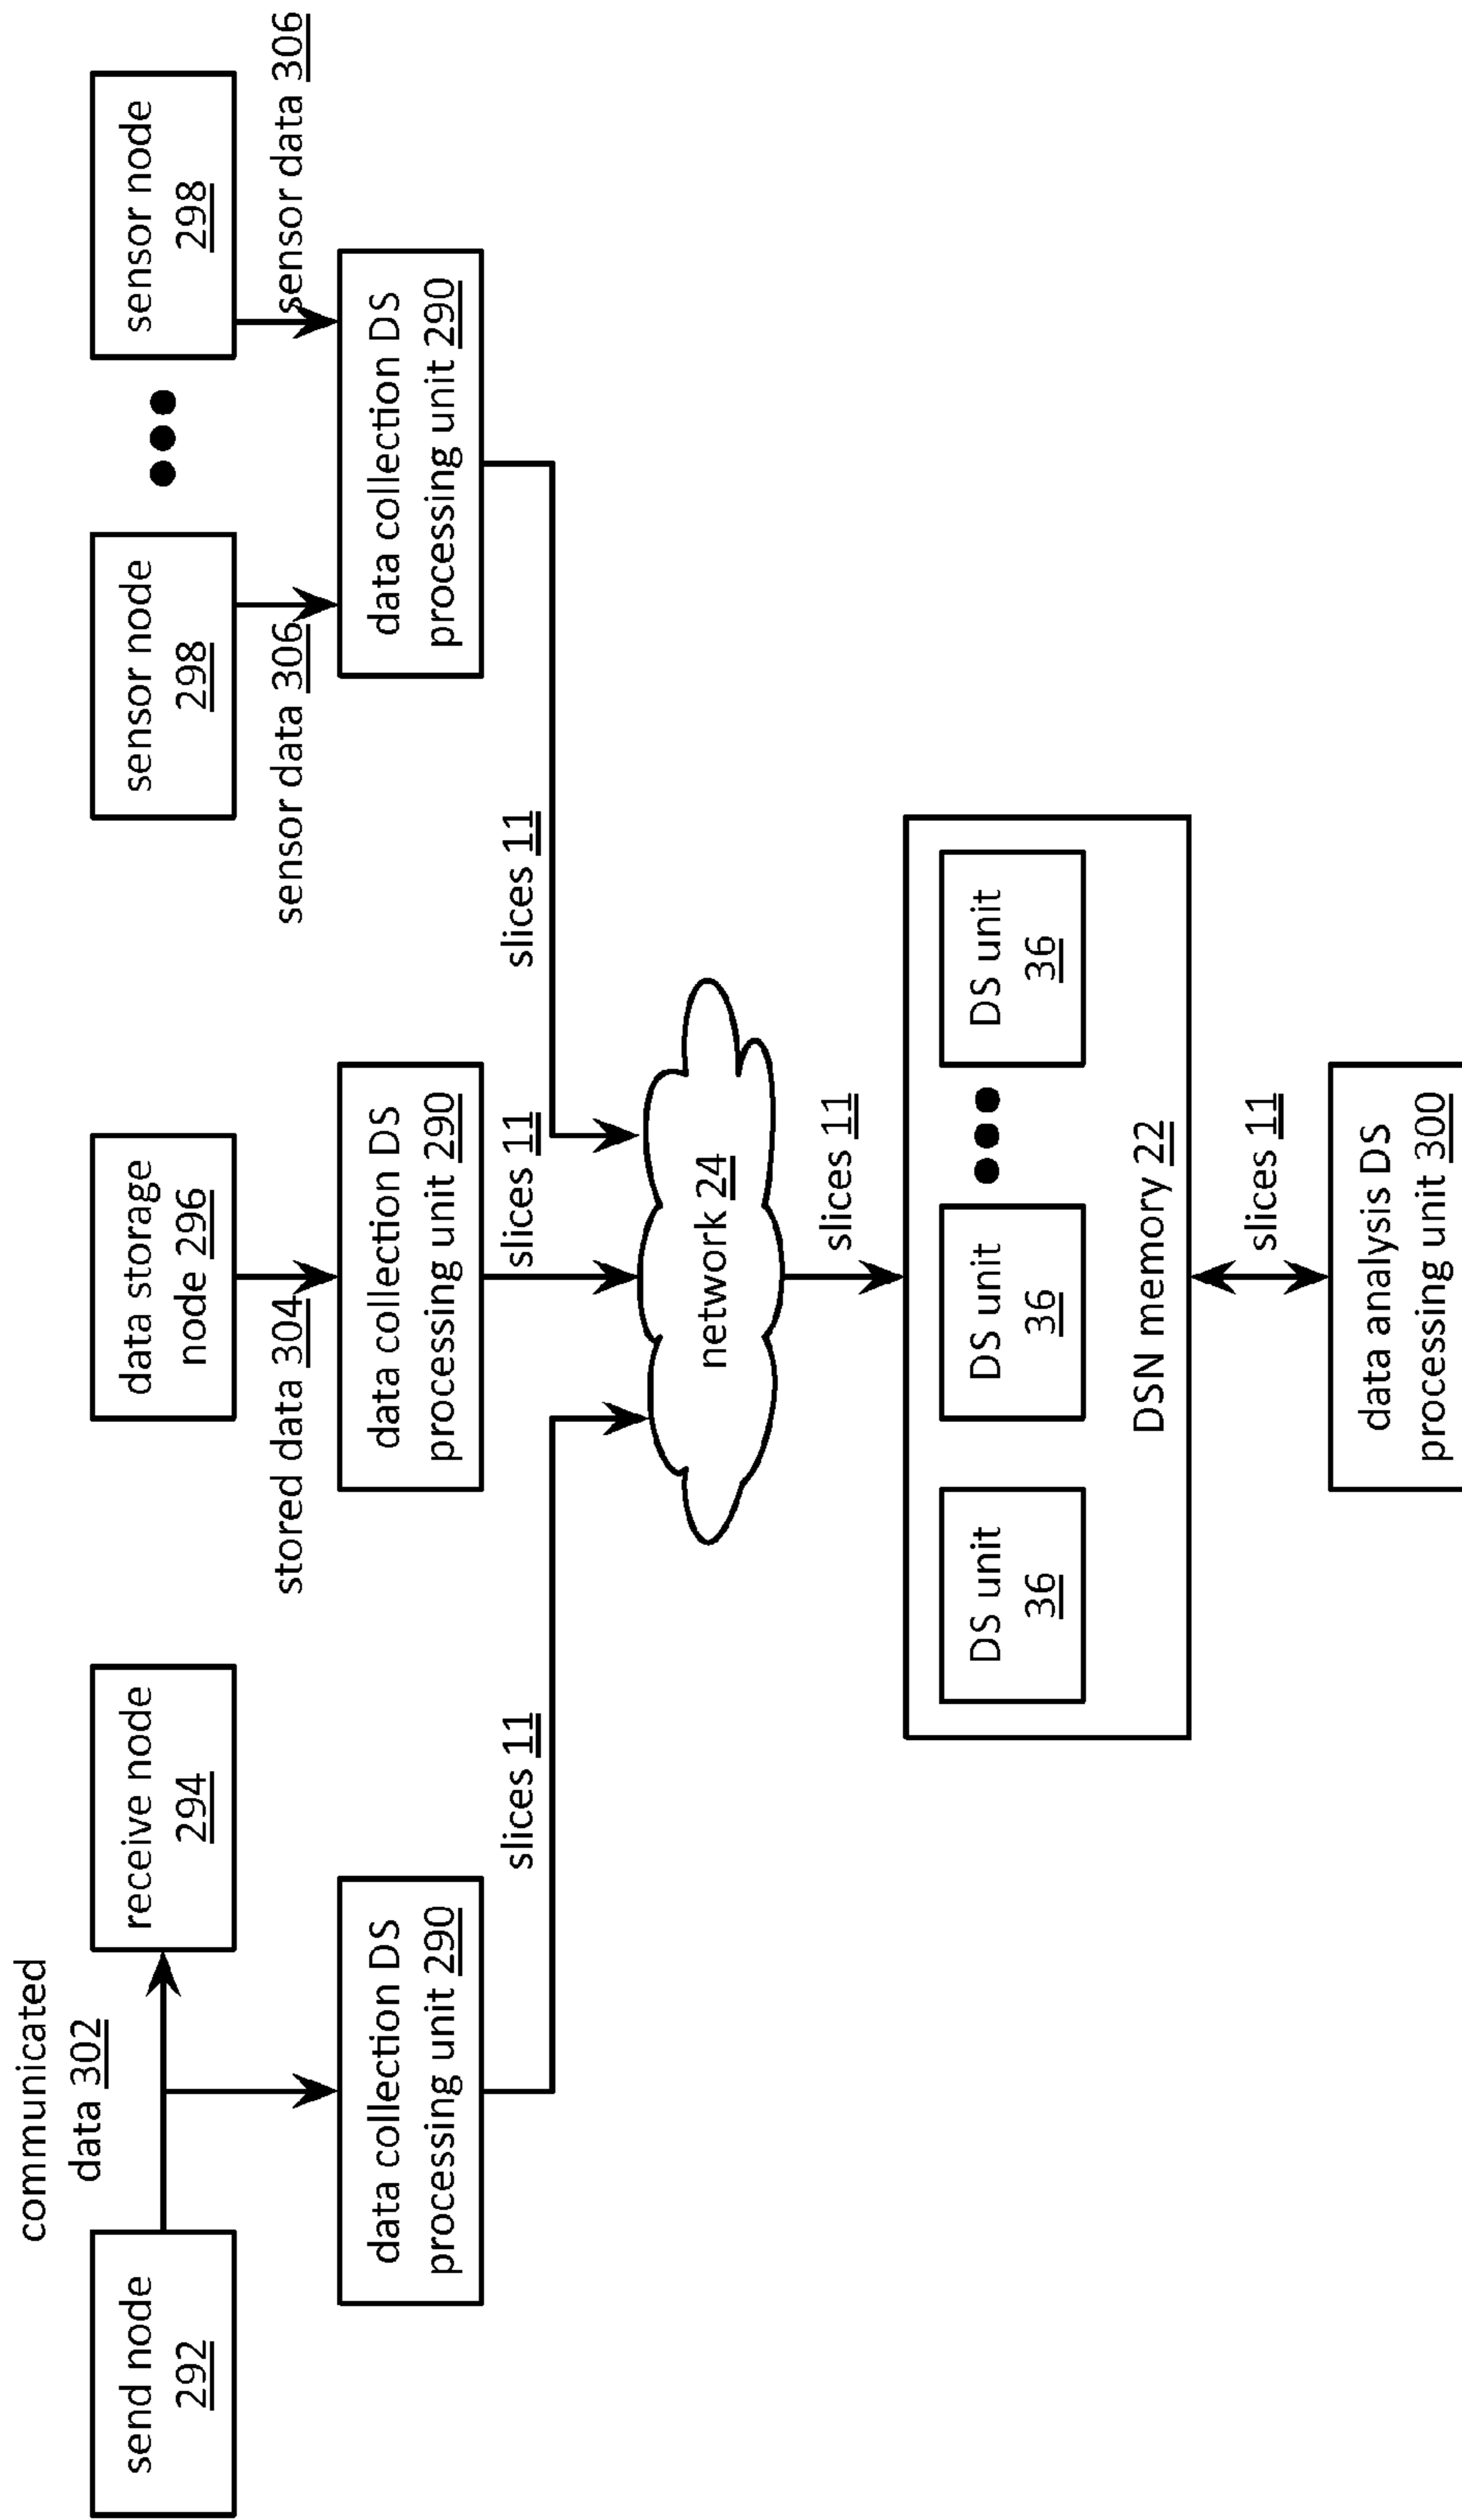 communicated
data 302
send node
292
receive node
294
data storage
node 296
sensor node
298
sensor node
298
stored data 304
sensor data 306
sensor data 306
data collection DS
processing unit 290
data collection DS
processing unit 290
data collection DS
processing unit 290
slices 11
slices 11
slices 11
network 24
slices 11
DS unit
36
DS unit
36
DS unit
36
DSN memory 22
slices 11
data analysis DS
processing unit 300